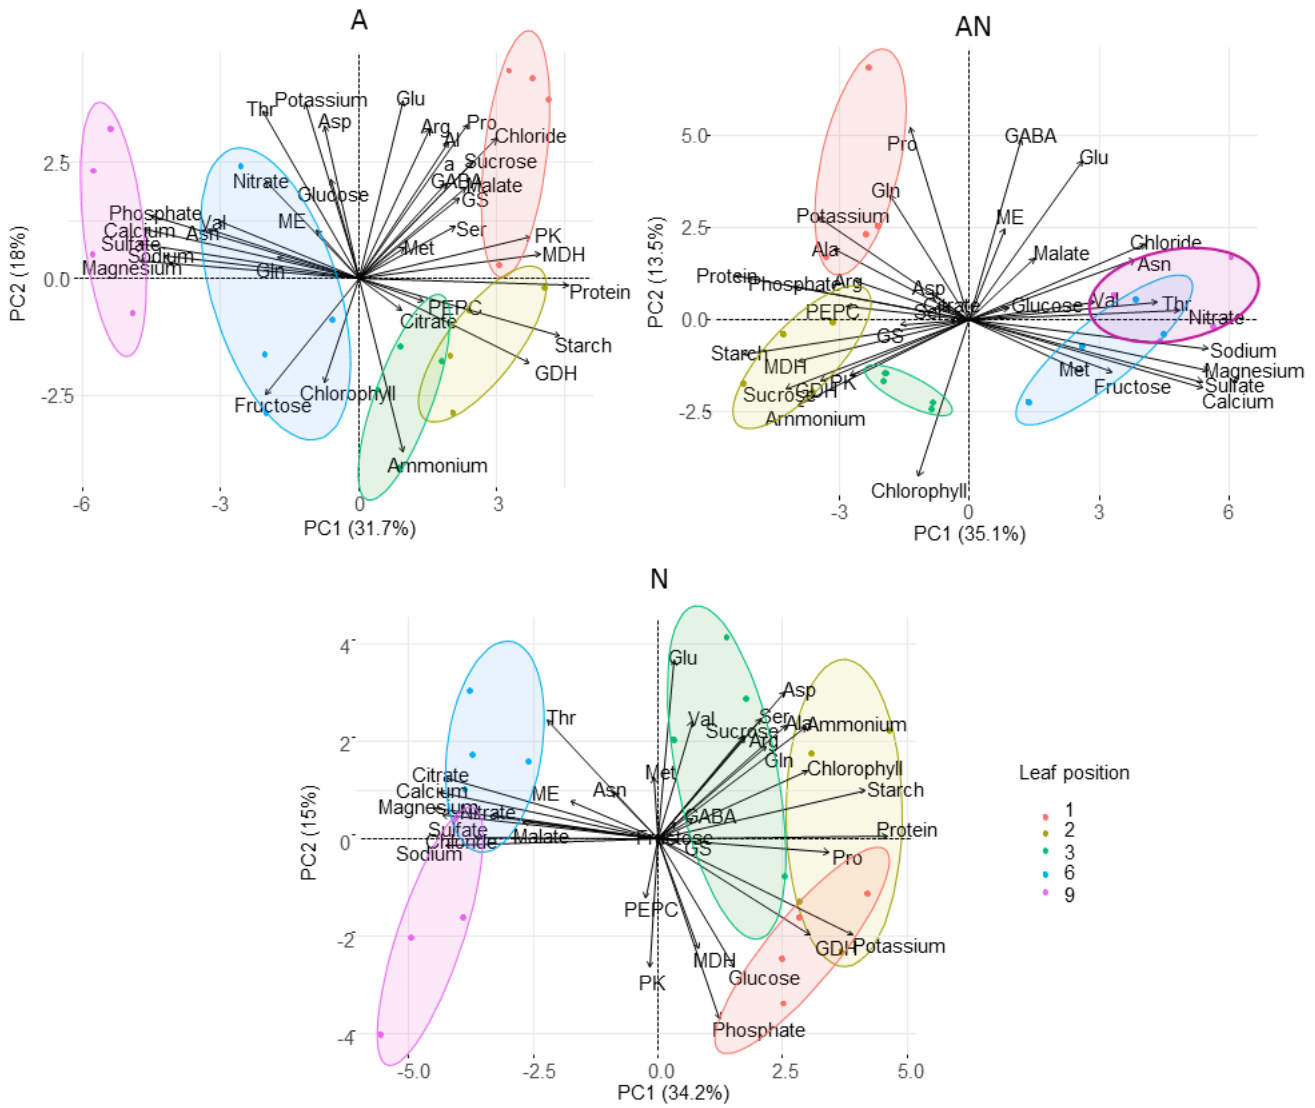 A
AN
Potassium
Glu
Thr
Asp
Arg
Pro
Al
a
Chloride
Sucrose
Nitrate
Glucose
GABA
Malate
GS
Phosphate
Val
ME
Calcium
Asn
Ser
Sulfate
Met
PK
Sodium
MDH
Magnesium
Gln
Protein
PEPC
Citrate
Starch
GDH
Chlorophyll
Fructose
Ammonium
2.5
0.0
-2.5
PC2 (18%)
-6
-3
0
3
PC1 (31.7%)
GABA
Pro
Glu
Gln
Potassium
ME
Ala
Malate
Chloride
Asn
Protein
Phosphate
Arg
Asp
Citrate
Ser
Glucose
Val
Thr
PEPC
Nitrate
GS
Starch
Sodium
MDH
Met
Magnesium
GDH
PK
Fructose
Sulfate
Sucrose
Calcium
Ammonium
Chlorophyll
5.0
2.5
0.0
-2.5
PC2 (13.5%)
-3
0
3
6
PC1 (35.1%)
N
Glu
Asp
Thr
Val
Ser
Ala
Ammonium
Sucrose
Arg
Gln
Citrate
Met
Chlorophyll
Calcium
ME
Asn
Starch
Magnesium
Nitrate
GABA
Sulfate
Malate
Protein
Chloride
Fructose
GS
Sodium
Pro
PEPC
MDH
GDH
Potassium
PK
Glucose
Phosphate
4
2
0
-2
-4
PC2 (15%)
-5.0
-2.5
0.0
2.5
5.0
PC1 (34.2%)
Leaf position
1
2
3
6
9